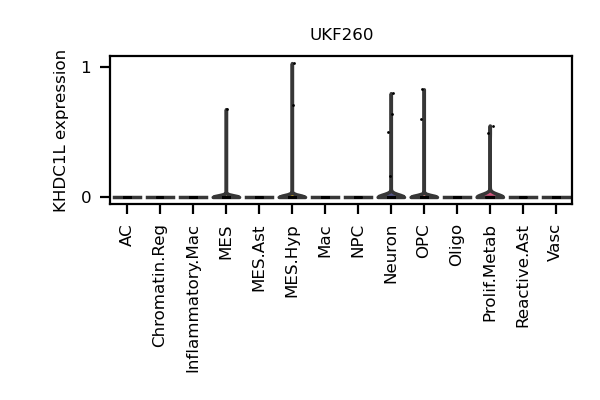 UKF260
KHDC1L expression
1
0
AC
Chromatin.Reg
Inflammatory.Mac
MES
MES.Ast
MES.Hyp
Mac
NPC
Neuron
OPC
Oligo
Prolif.Metab
Reactive.Ast
Vasc